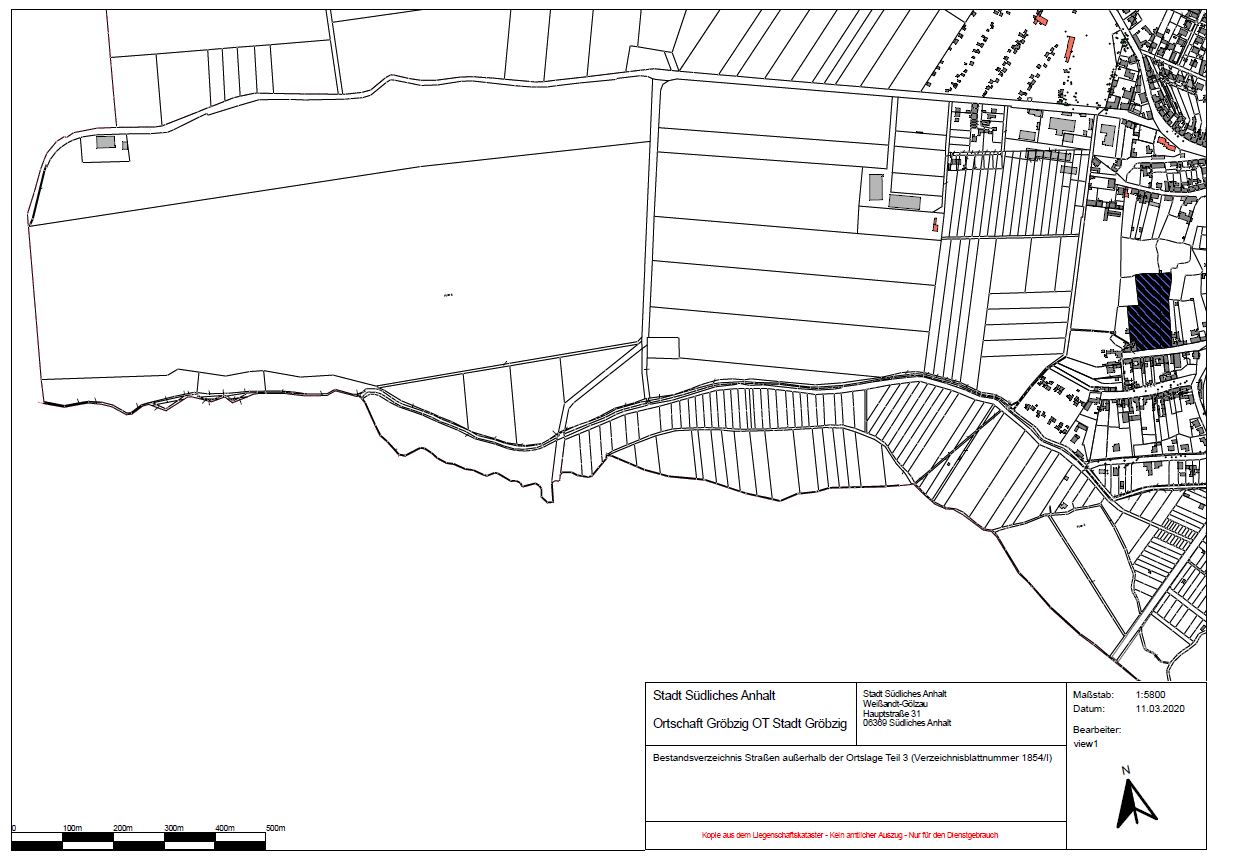 Stadt Südliches Anhalt
Ortschaft Gröbzig OT Stadt Gröbzig
Stadt Südliches Anhalt
Weißandt-Gölzau
Hauptstraße 31
06369 Südliches Anhalt
Maßstab: 1:5800
Datum: 11.03.2020
Bearbeiter:
view1
N
Bestandsverzeichnis Straßen außerhalb der Ortslage Teil 3 (Verzeichnisblattnummer 1854/I)
Kopie aus dem Liegenschaftskataster - Kein amtlicher Auszug - Nur für den Dienstgebrauch
0 100m 200m 300m 400m 500m